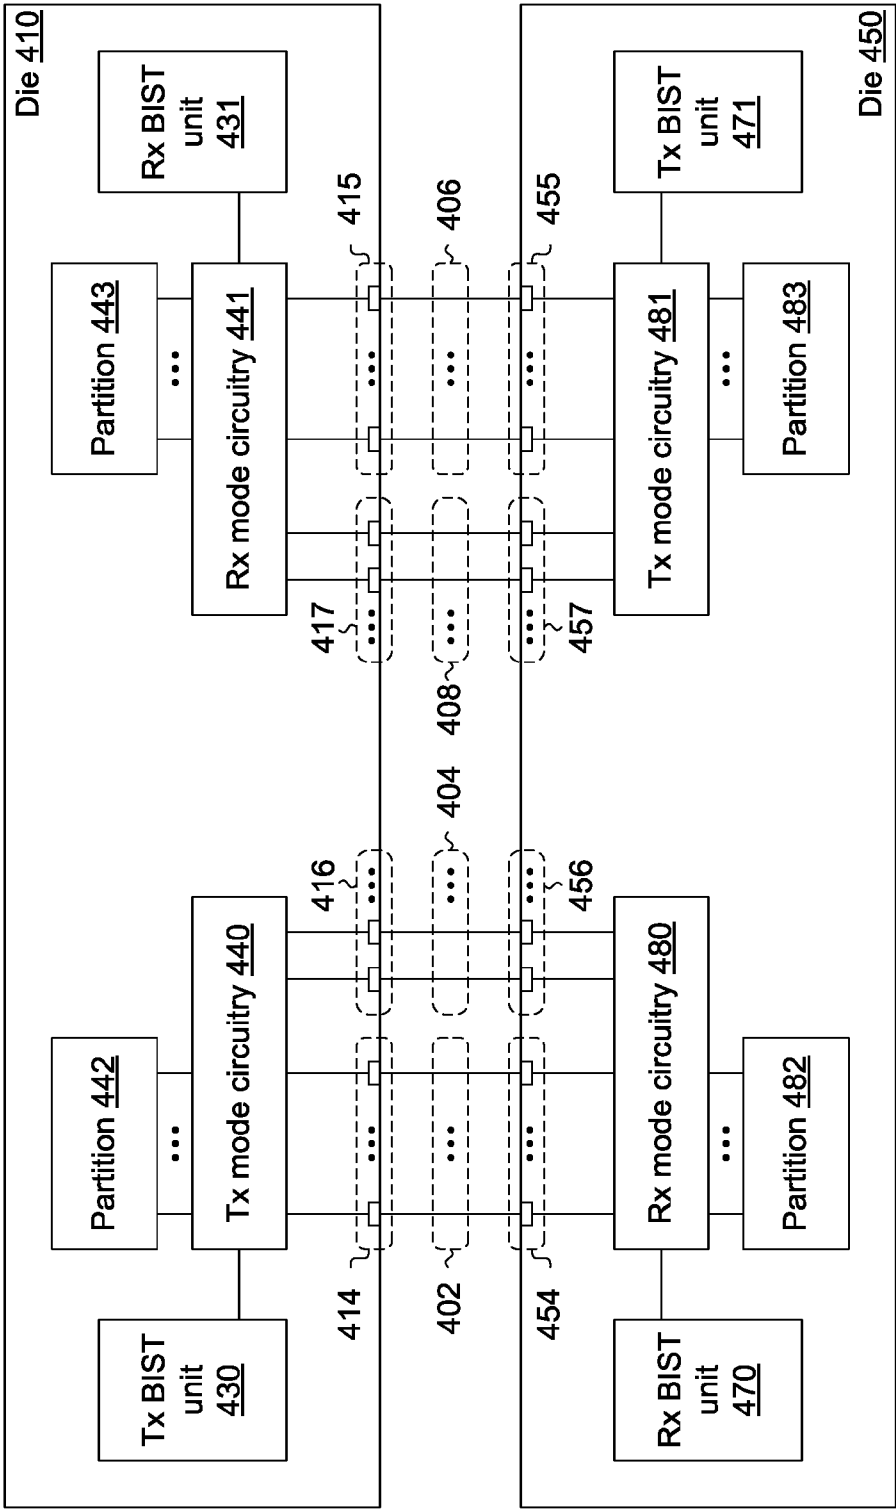 Die 410
Partition 442
Partition 443
Tx BIST
unit
430
Rx BIST
unit
431
Tx mode circuitry 440
Rx mode circuitry 441
414
416
417
415
402
404
408
406
454
456
457
455
Rx mode circuitry 480
Tx mode circuitry 481
Rx BIST
unit
470
Tx BIST
unit
471
Partition 482
Partition 483
Die 450